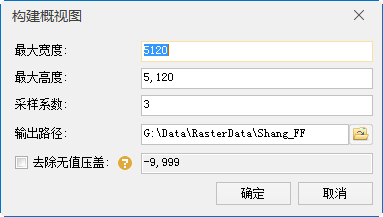 构建概视图
最大宽度： 5120
最大高度： 5,120
采样系数： 3
输出路径： G:\Data\RasterData\Shang_FF
去除无值压盖： ? -9,999
确定 取消